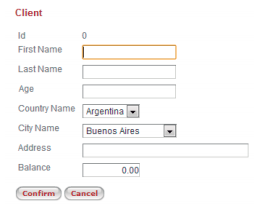 Client
Id 0
First Name
Last Name
Age
Country Name Argentina
City Name Buenos Aires
Address
Balance 0.00
Confirm Cancel